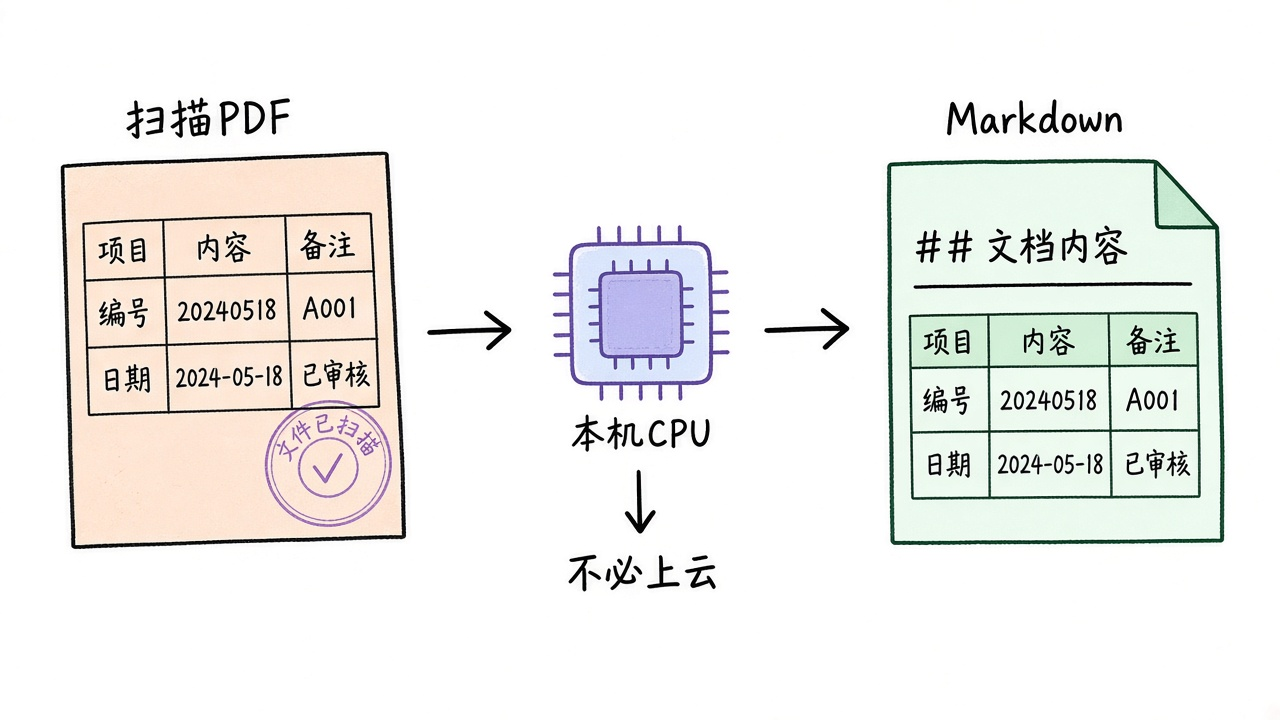 扫描PDF
项目 内容 备注
编号 20240518 A001
日期 2024-05-18 已审核
文件已扫描
本机CPU
不必上云
Markdown
## 文档内容
项目 内容 备注
编号 20240518 A001
日期 2024-05-18 已审核